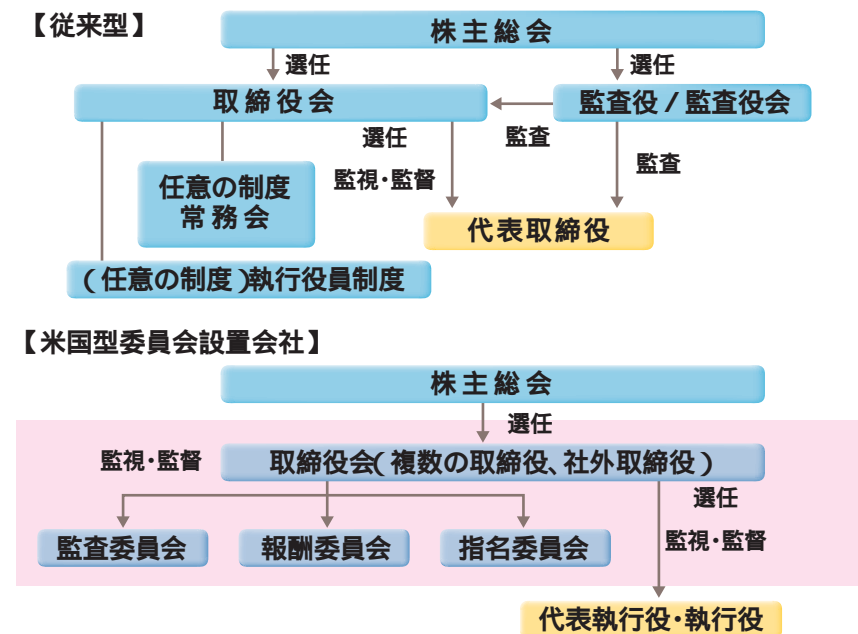 【従来型】
株主総会
選任
選任
取締役会
監査役/監査役会
選任
監査
監視・監督
監査
任意の制度
常務会
代表取締役
(任意の制度)執行役員制度
【米国型委員会設置会社】
株主総会
選任
監視・監督
取締役会(複数の取締役、社外取締役)
選任
監査委員会
報酬委員会
指名委員会
監視・監督
代表執行役・執行役